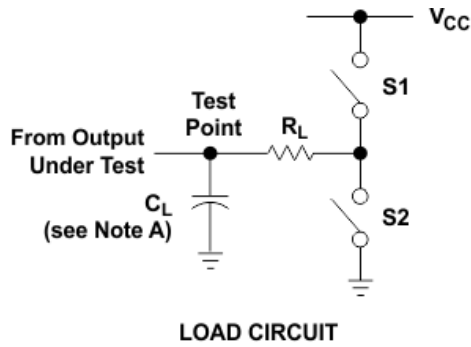 VCC
S1
Test
Point
RL
From Output
Under Test
CL
(see Note A)
S2
LOAD CIRCUIT